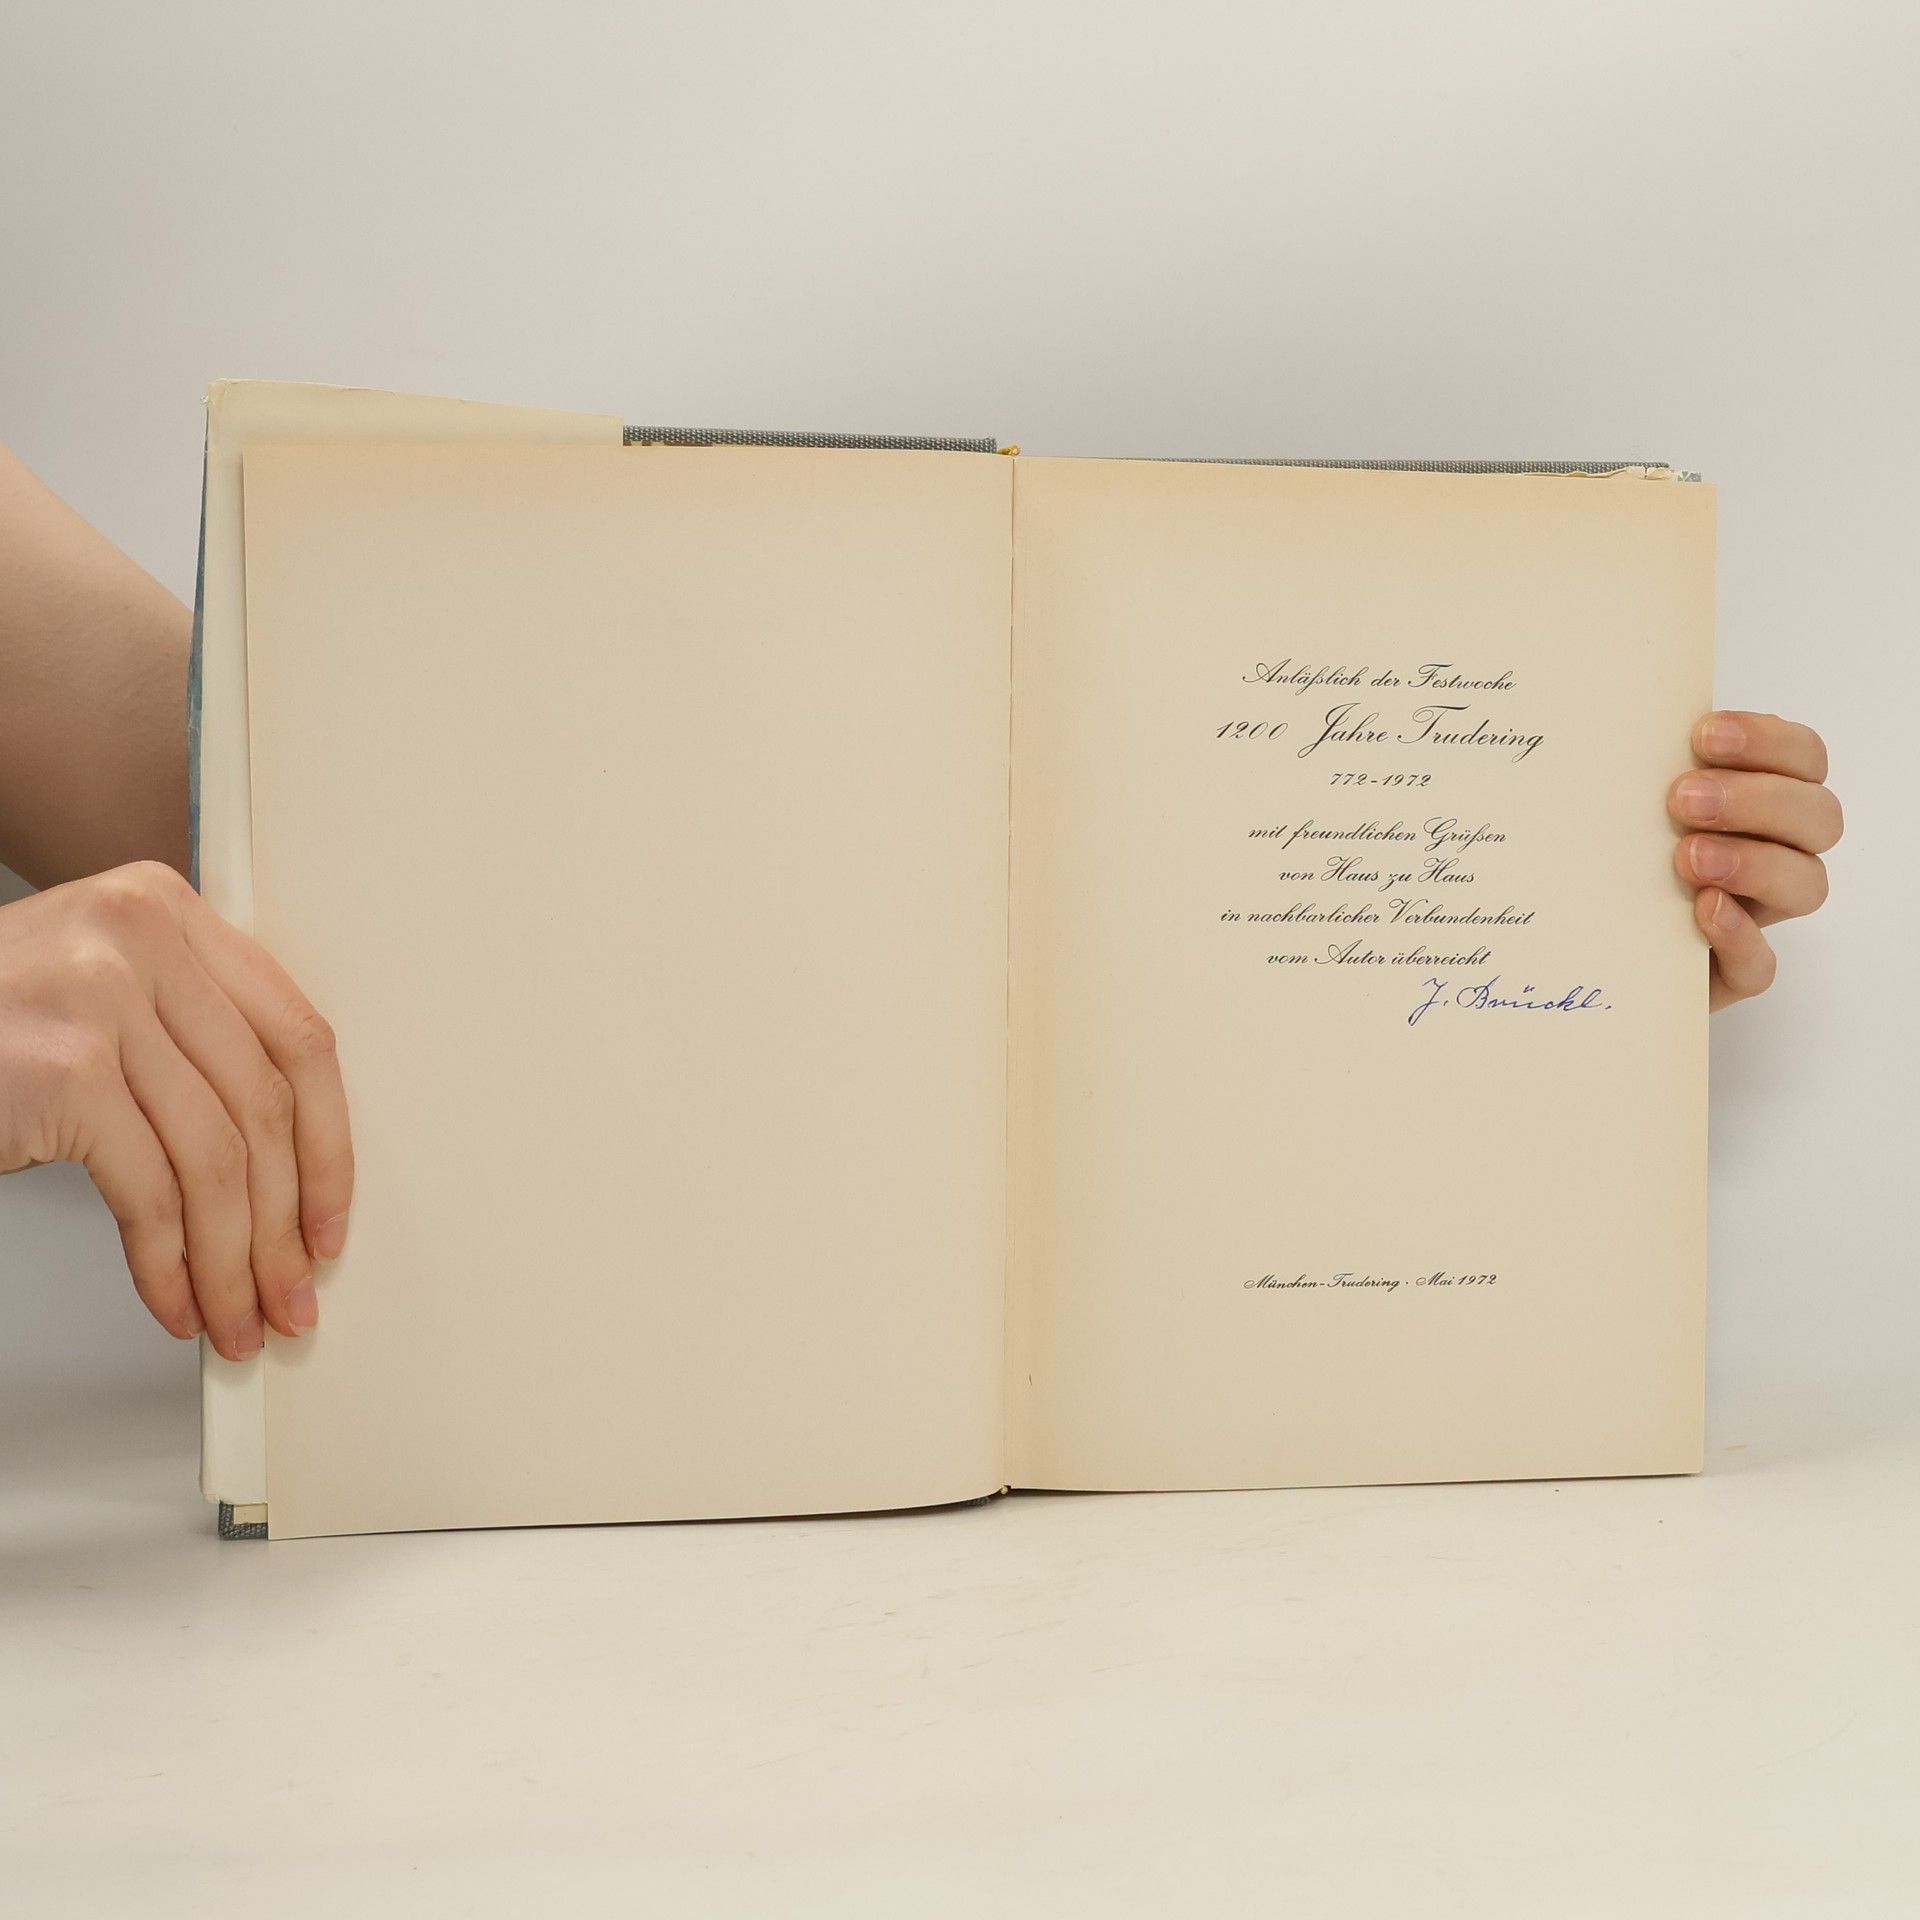 Anläßlich der Festwoche
1200 Jahre Trudering
772-1972
mit freundlichen Grüßen
von Haus zu Haus
in nachbarlicher Verbundenheit
vom Autor überreicht
J. Brückl.
München-Trudering · Mai 1972